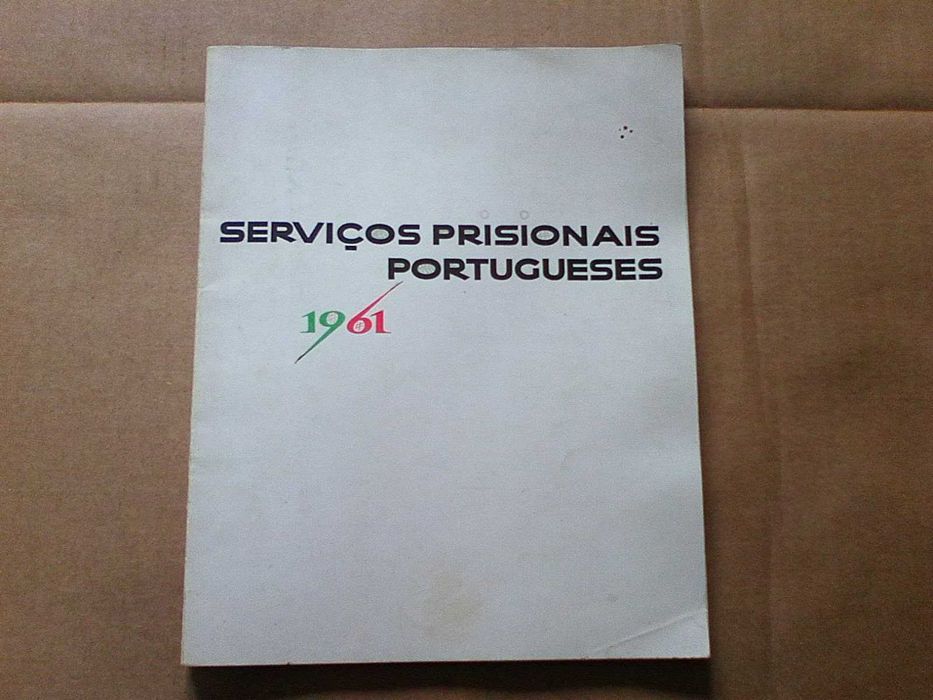 SERVIÇOS PRISIONAIS
PORTUGUESES
1961